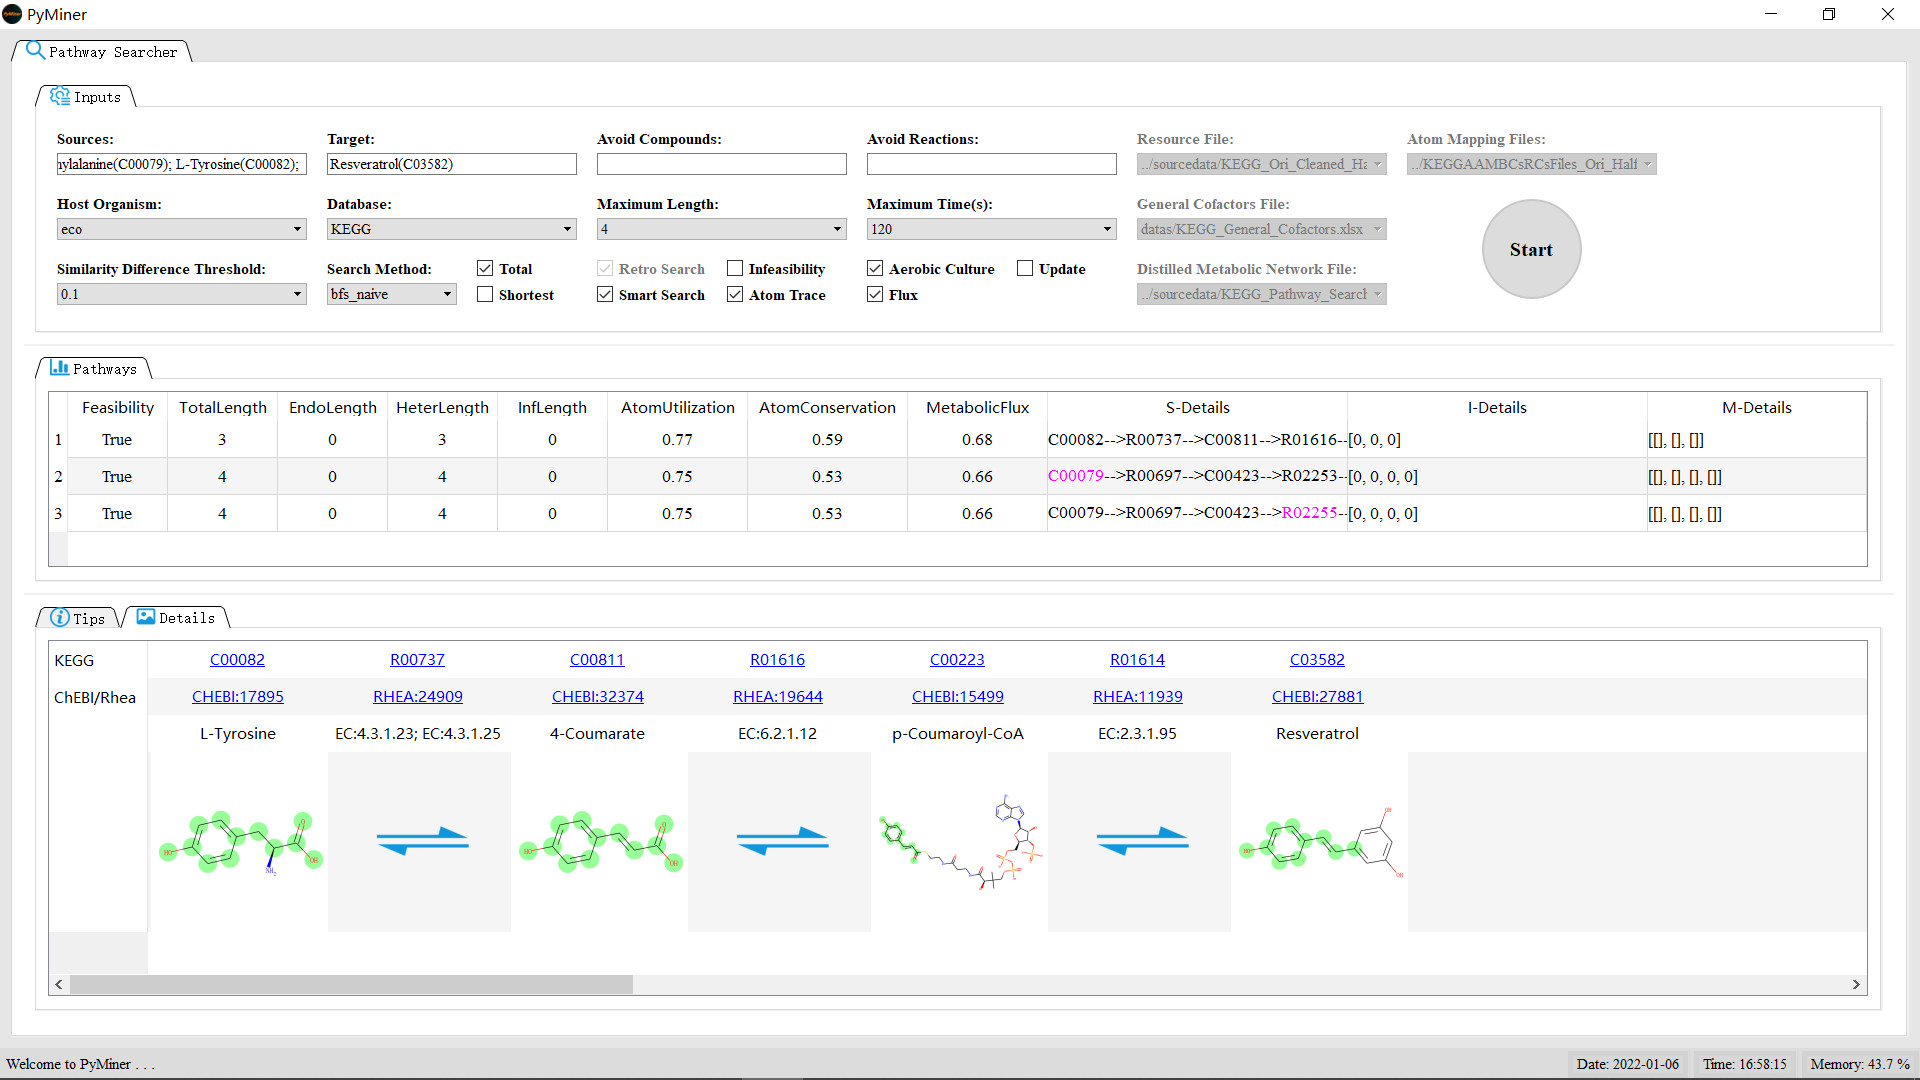 PyMiner
Pathway Searcher
Inputs
Sources: Target: Avoid Compounds: Avoid Reactions: Resource File: Atom Mapping Files:
nylalanine(C00079); L-Tyrosine(C00082); Resveratrol(C03582) ../sourcedata/KEGG_Ori_Cleaned_Ha ../KEGGAAMBCsRCsFiles_Ori_Half
Host Organism: Database: Maximum Length: Maximum Time(s): General Cofactors File:
eco KEGG 4 120 datas/KEGG_General_Cofactors.xlsx
Start
Similarity Difference Threshold: Search Method: Total Retro Search Infeasibility Aerobic Culture Update Distilled Metabolic Network File:
0.1 bfs_naive Shortest Smart Search Atom Trace Flux ../sourcedata/KEGG_Pathway_Search
Pathways
Feasibility TotalLength EndoLength HeterLength InfLength AtomUtilization AtomConservation MetabolicFlux S-Details I-Details M-Details
1 True 3 0 3 0 0.77 0.59 0.68 C00082-->R00737-->C00811-->R01616-- [0, 0, 0] [[], [], []]
2 True 4 0 4 0 0.75 0.53 0.66 C00079-->R00697-->C00423-->R02253-- [0, 0, 0, 0] [[], [], [], []]
3 True 4 0 4 0 0.75 0.53 0.66 C00079-->R00697-->C00423-->R02255-- [0, 0, 0, 0] [[], [], [], []]
Tips Details
KEGG C00082 R00737 C00811 R01616 C00223 R01614 C03582
ChEBI/Rhea CHEBI:17895 RHEA:24909 CHEBI:32374 RHEA:19644 CHEBI:15499 RHEA:11939 CHEBI:27881
L-Tyrosine EC:4.3.1.23; EC:4.3.1.25 4-Coumarate EC:6.2.1.12 p-Coumaroyl-CoA EC:2.3.1.95 Resveratrol
HO O OH NH2 HO O OH HO OH OH
Welcome to PyMiner . . . Date: 2022-01-06 Time: 16:58:15 Memory: 43.7 %